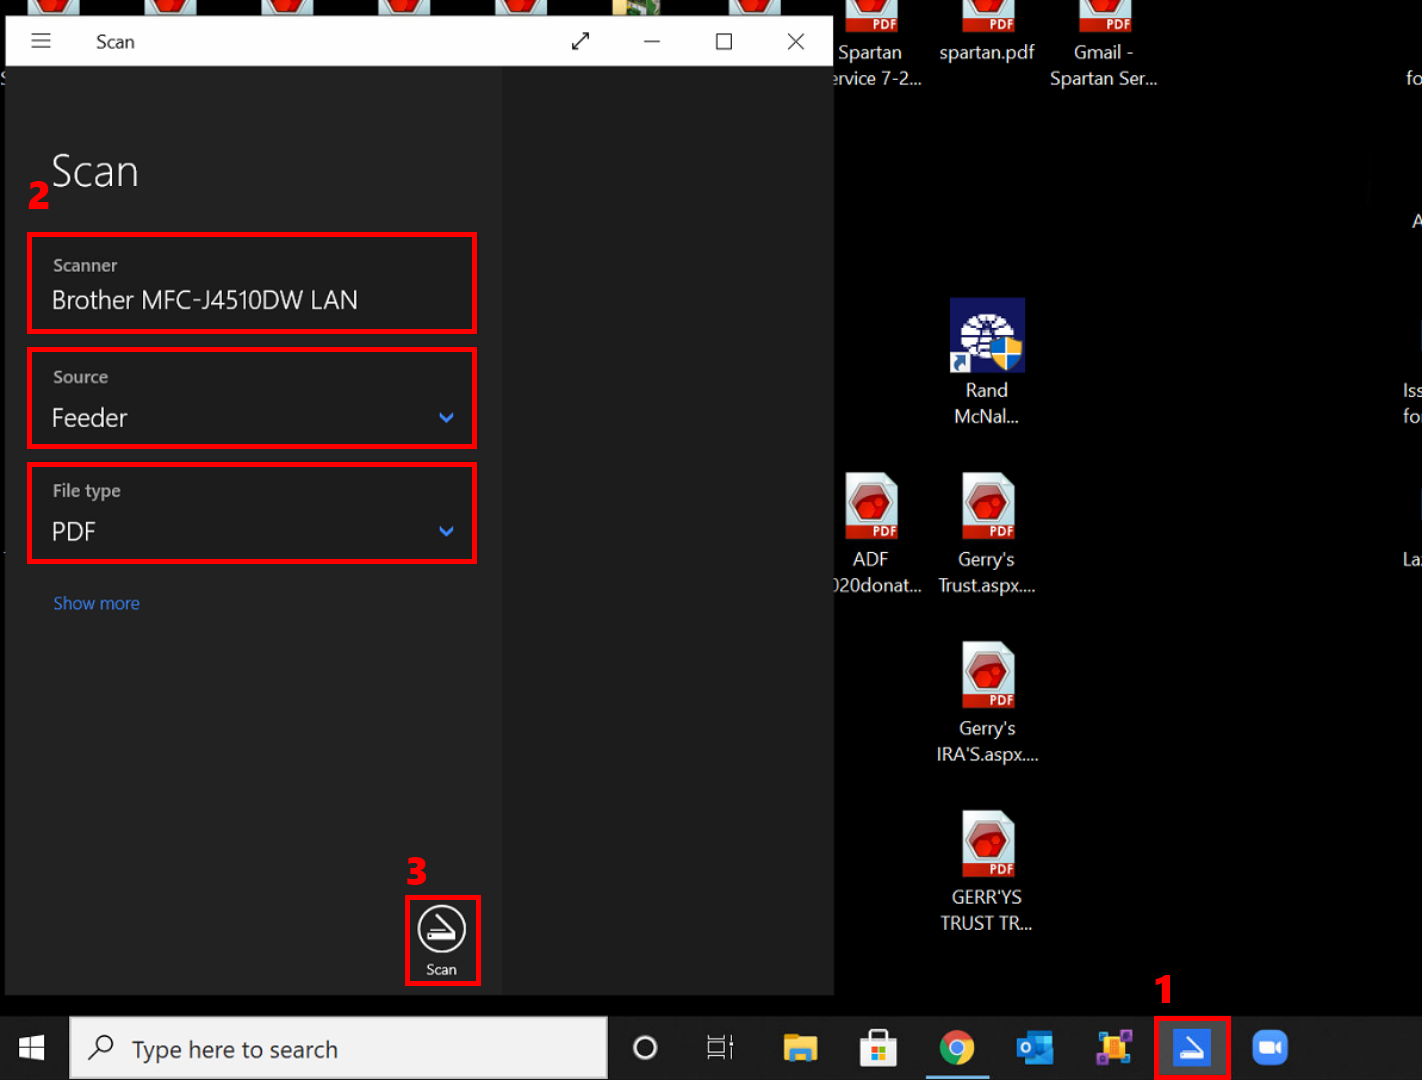 Scan
Scan
2
Scanner
Brother MFC-J4510DW LAN
Source
Feeder
File type
PDF
Show more
3
Scan
PDF
Spartan
ervice 7-2...
PDF
spartan.pdf
PDF
Gmail -
Spartan Ser...
Rand
McNal...
PDF
ADF
020donat...
PDF
Gerry's
Trust.aspx....
PDF
Gerry's
IRA'S.aspx....
PDF
GERR'YS
TRUST TR...
fo
A
Iss
fo
La
1
Type here to search